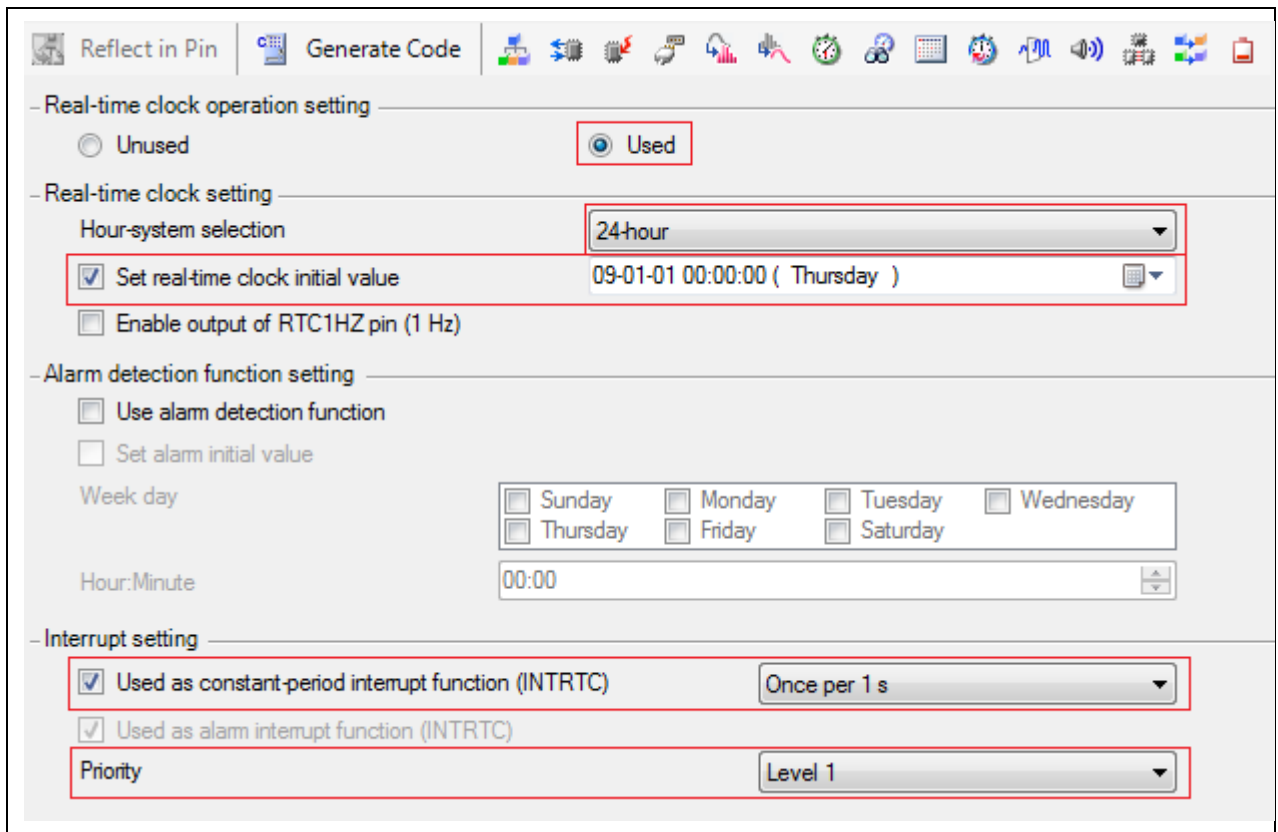 Reflect in Pin Generate Code
Real-time clock operation setting
Unused Used
Real-time clock setting
Hour-system selection 24-hour
Set real-time clock initial value 09-01-01 00:00:00 ( Thursday )
Enable output of RTC1HZ pin (1 Hz)
Alarm detection function setting
Use alarm detection function
Set alarm initial value
Week day Sunday Monday Tuesday Wednesday
Thursday Friday Saturday
Hour:Minute 00:00
Interrupt setting
Used as constant-period interrupt function (INTRTC) Once per 1 s
Used as alarm interrupt function (INTRTC)
Priority Level 1